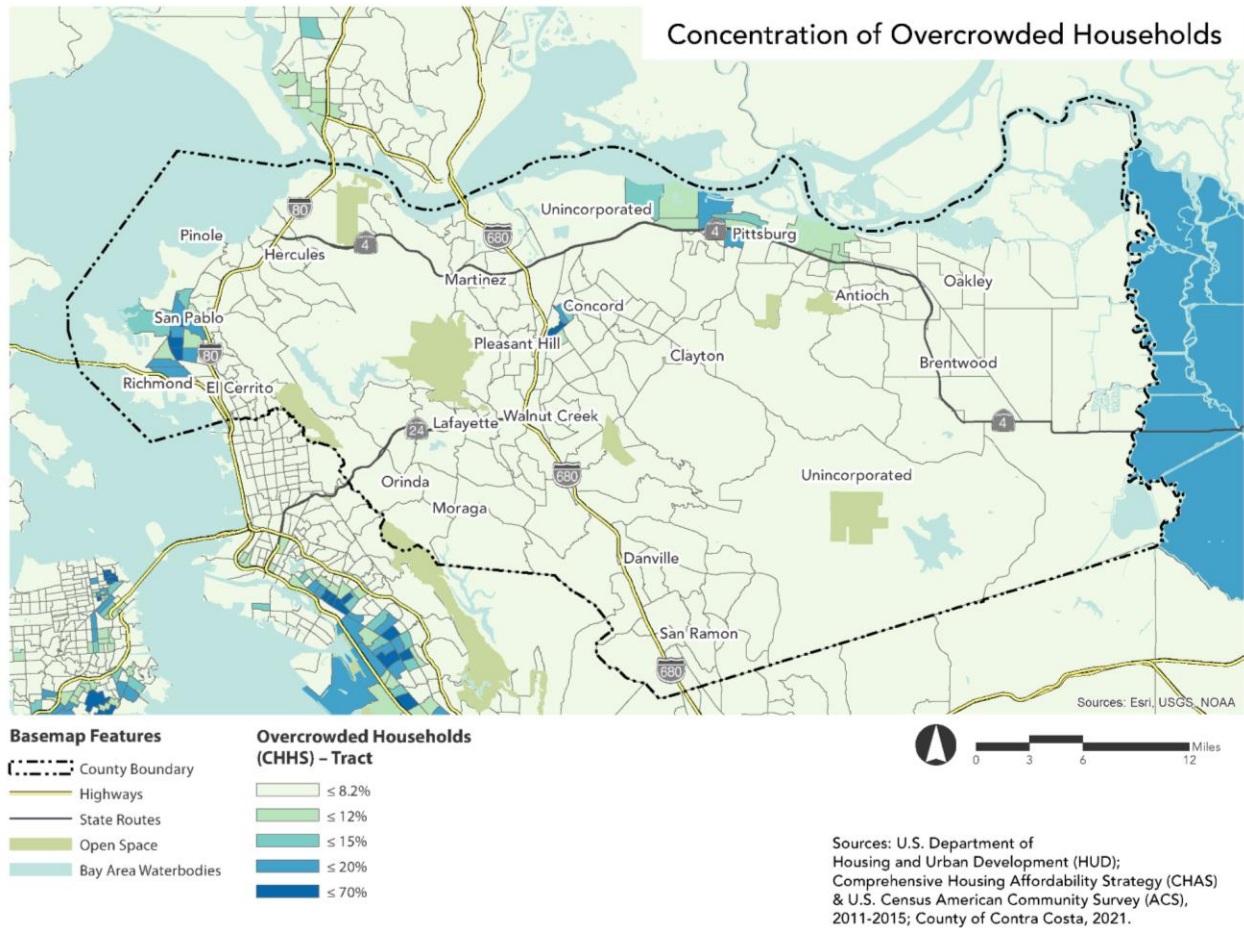 Concentration of Overcrowded Households
80
Unincorporated
4
Pittsburg
Pinole
680
Hercules
4
Martinez
Oakley
Antioch
San Pablo
Concord
Pleasant Hill
80
Clayton
Brentwood
Richmond
El Cerrito
Walnut Creek
Lafayette
24
4
680
Unincorporated
Orinda
Moraga
Danville
San Ramon
680
Sources: Esri, USGS, NOAA
Basemap Features
County Boundary
Highways
State Routes
Open Space
Bay Area Waterbodies
Overcrowded Households
(CHHS) – Tract
≤ 8.2%
≤ 12%
≤ 15%
≤ 20%
≤ 70%
Miles
0 3 6 12
Sources: U.S. Department of
Housing and Urban Development (HUD);
Comprehensive Housing Affordability Strategy (CHAS)
& U.S. Census American Community Survey (ACS),
2011-2015; County of Contra Costa, 2021.